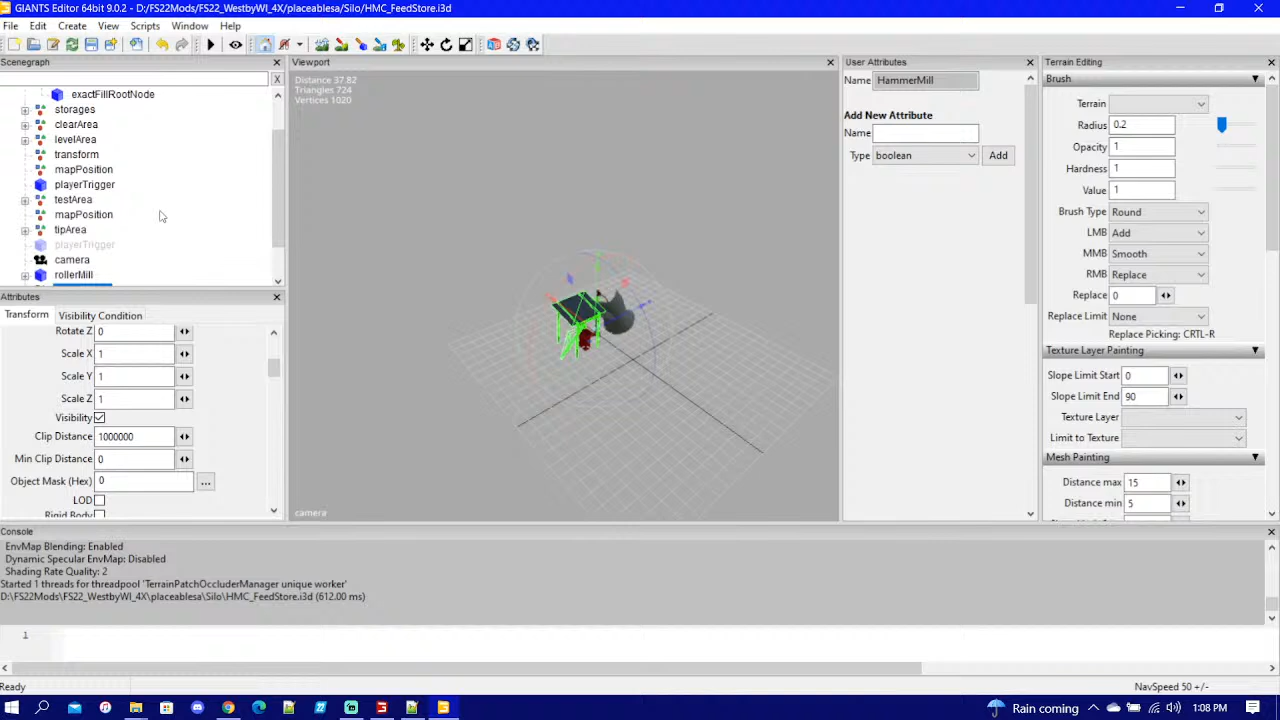 GIANTS Editor 64bit 9.0.2 - D:/FS22Mods/FS22_WestbyWI_4X/placeablesa/Silo/HMC_FeedStore.i3d
File Edit Create View Scripts Window Help
Scenegraph
X
exactFillRootNode
storages
clearArea
levelArea
transform
mapPosition
playerTrigger
testArea
mapPosition
tipArea
playerTrigger
camera
rollerMill
Attributes
Transform Visibility Condition
Rotate Z 0
Scale X 1
Scale Y 1
Scale Z 1
Visibility
Clip Distance 1000000
Min Clip Distance 0
Object Mask (Hex) 0 ...
LOD
Rigid Body
Viewport
Distance 37.82
Triangles 724
Vertices 1020
camera
User Attributes
Name HammerMill
Add New Attribute
Name
Type boolean Add
Terrain Editing
Brush
Terrain
Radius 0.2
Opacity 1
Hardness 1
Value 1
Brush Type Round
LMB Add
MMB Smooth
RMB Replace
Replace 0
Replace Limit None
Replace Picking: CRTL-R
Texture Layer Painting
Slope Limit Start 0
Slope Limit End 90
Texture Layer
Limit to Texture
Mesh Painting
Distance max 15
Distance min 5
Console
EnvMap Blending: Enabled
Dynamic Specular EnvMap: Disabled
Shading Rate Quality: 2
Started 1 threads for threadpool 'TerrainPatchOccluderManager unique worker'
D:\FS22Mods\FS22_WestbyWI_4X\placeablesa\Silo\HMC_FeedStore.i3d (612.00 ms)
1
Ready
NavSpeed 50 +/-
Rain coming 1:08 PM